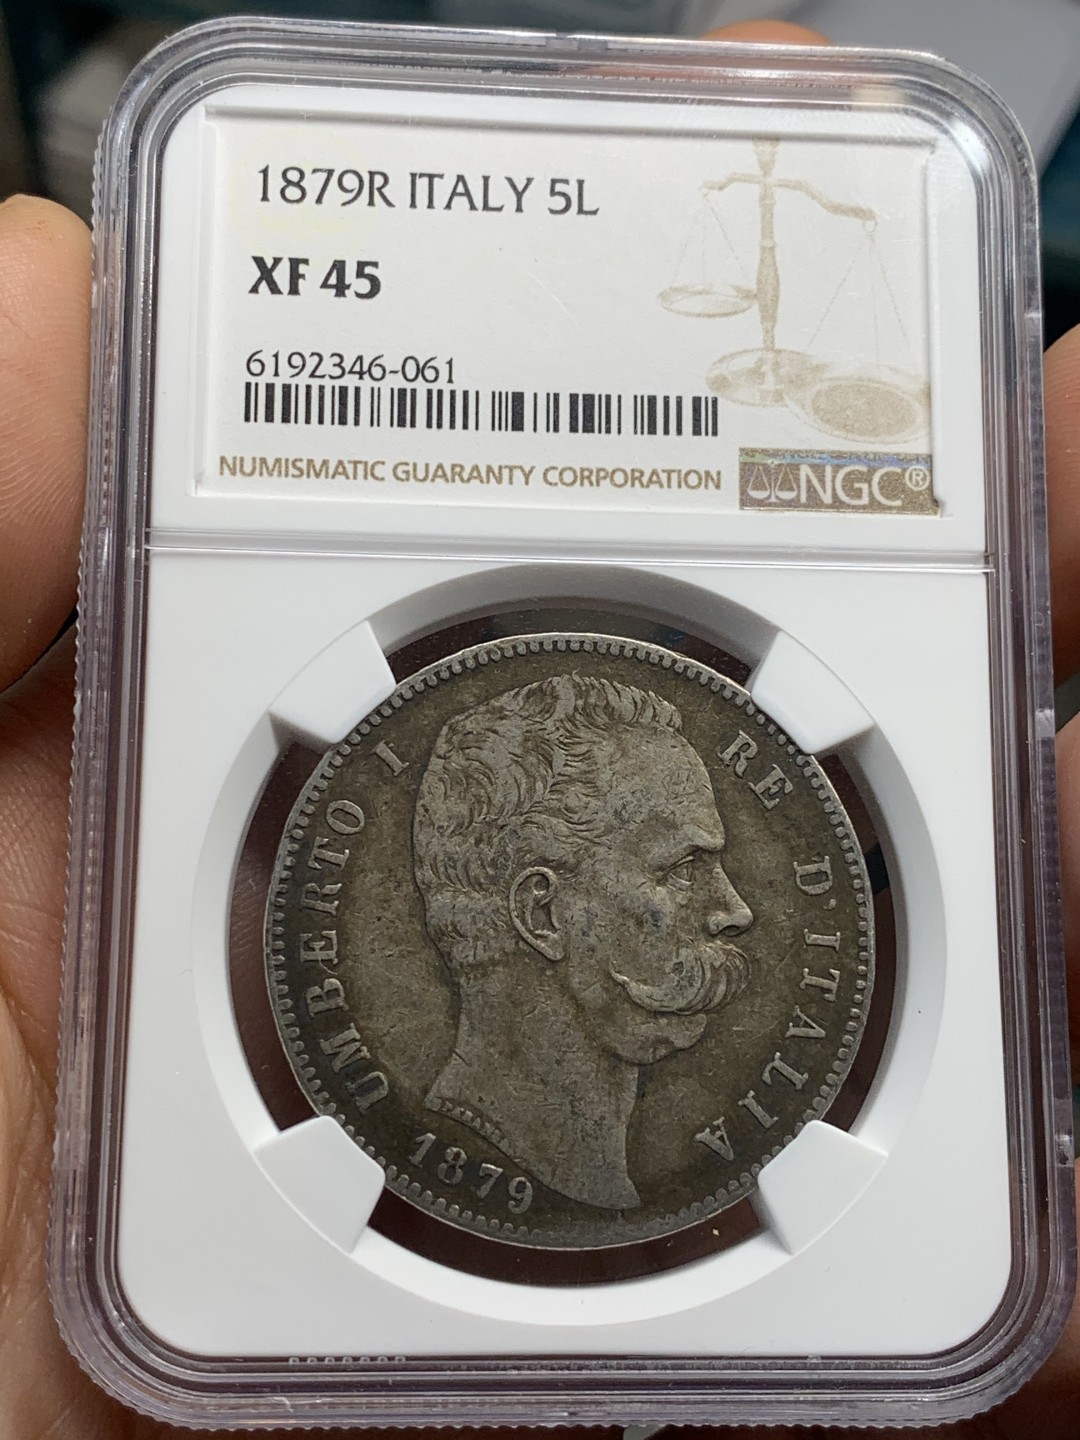 1879R ITALY 5L
XF 45
6192346-061
NUMISMATIC GUARANTY CORPORATION
NGC®
UMBERTO I RE D'ITALIA
1879